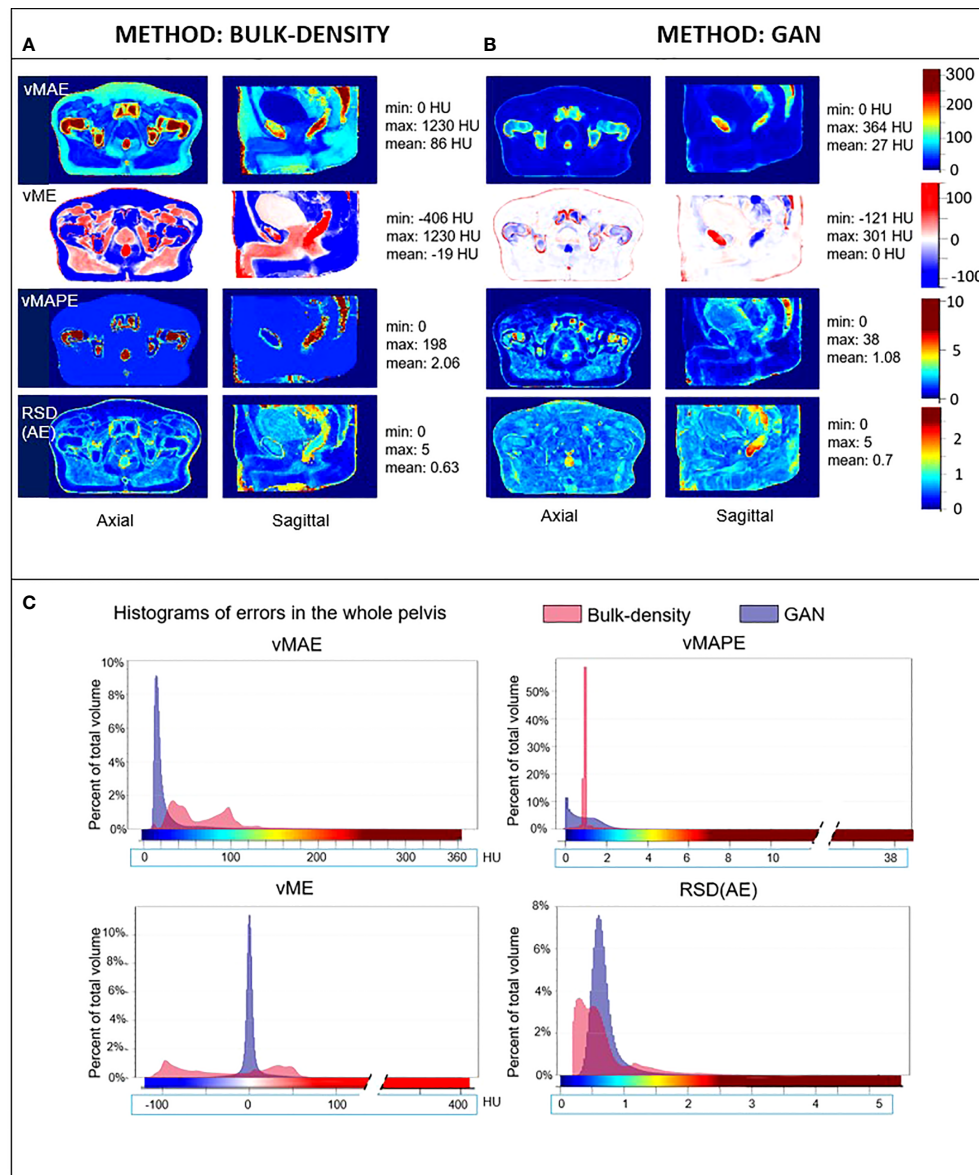 A
METHOD: BULK-DENSITY
B
METHOD: GAN
vMAE
min: 0 HU
max: 1230 HU
mean: 86 HU
min: 0 HU
max: 364 HU
mean: 27 HU
300
200
100
0
vME
min: -406 HU
max: 1230 HU
mean: -19 HU
min: -121 HU
max: 301 HU
mean: 0 HU
100
0
-100
vMAPE
min: 0
max: 198
mean: 2.06
min: 0
max: 38
mean: 1.08
10
5
0
RSD
(AE)
min: 0
max: 5
mean: 0.63
min: 0
max: 5
mean: 0.7
2
1
0
Axial
Sagittal
Axial
Sagittal
C
Histograms of errors in the whole pelvis
Bulk-density
GAN
vMAE
Percent of total volume
10%
8%
6%
4%
2%
0%
0 100 200 300 360 HU
vMAPE
Percent of total volume
50%
40%
30%
20%
10%
0%
0 2 4 6 10 38
vME
Percent of total volume
10%
8%
6%
4%
2%
0%
-100 0 100 400 HU
RSD(AE)
Percent of total volume
8%
6%
4%
2%
0%
0 1 2 3 4 5